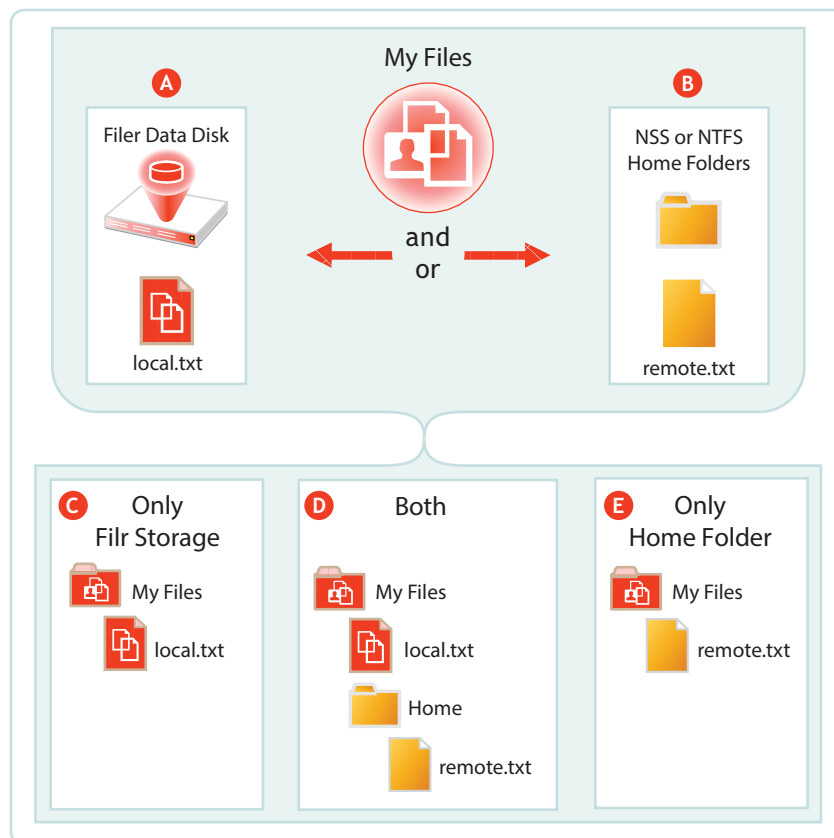 My Files
A
Filer Data Disk
local.txt
and
or
B
NSS or NTFS
Home Folders
remote.txt
C
Only
Filr Storage
My Files
local.txt
D
Both
My Files
local.txt
Home
remote.txt
E
Only
Home Folder
My Files
remote.txt